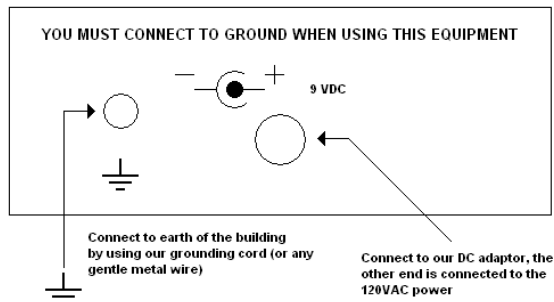 YOU MUST CONNECT TO GROUND WHEN USING THIS EQUIPMENT
9 VDC
Connect to earth of the building
by using our grounding cord (or any
gentle metal wire)
Connect to our DC adaptor, the
other end is connected to the
120VAC power